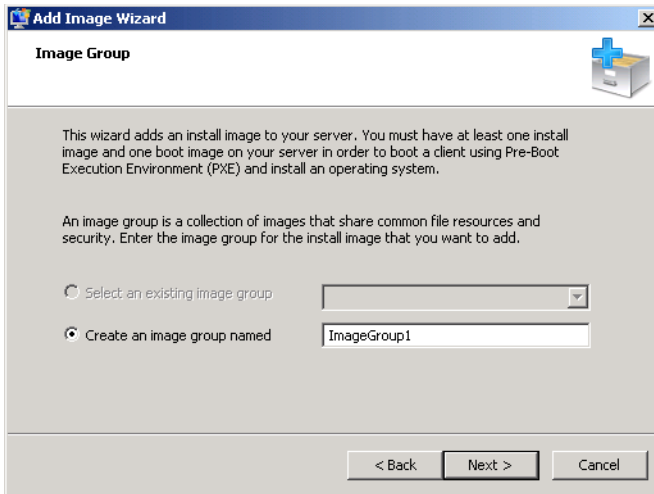 Add Image Wizard
Image Group
This wizard adds an install image to your server. You must have at least one install
image and one boot image on your server in order to boot a client using Pre-Boot
Execution Environment (PXE) and install an operating system.
An image group is a collection of images that share common file resources and
security. Enter the image group for the install image that you want to add.
Select an existing image group
Create an image group named
ImageGroup1
< Back
Next >
Cancel